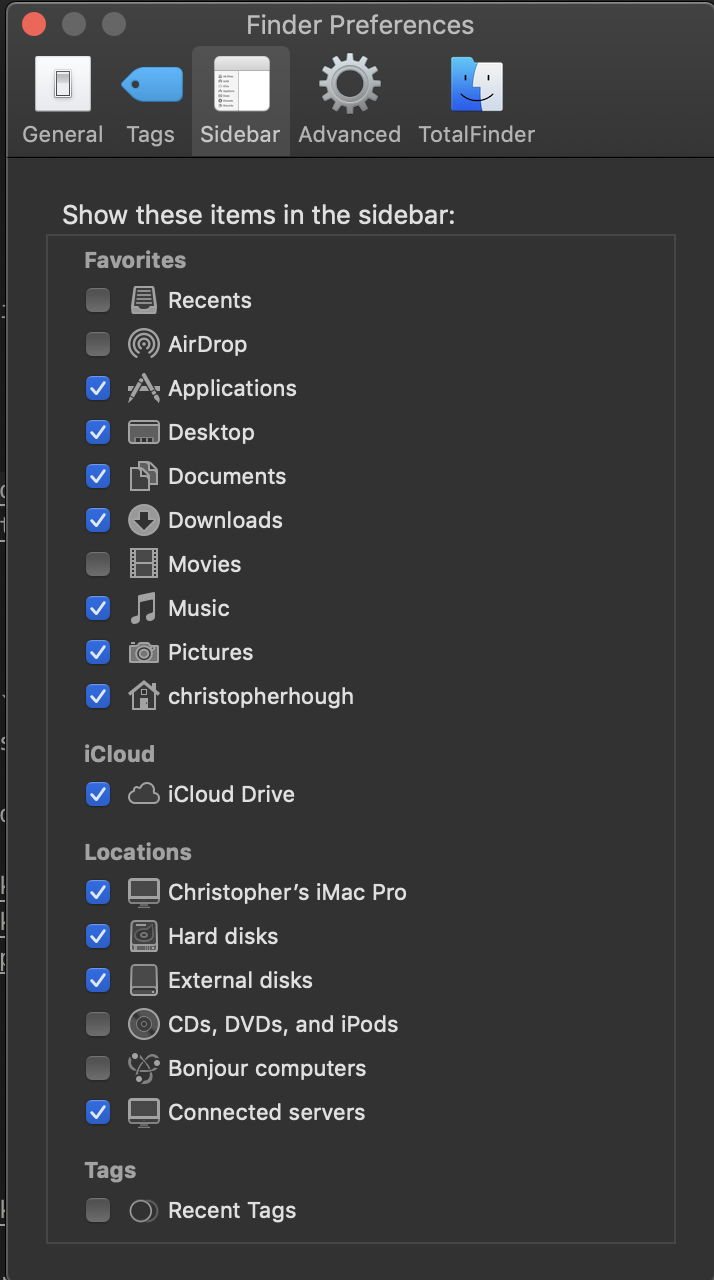 Finder Preferences
General Tags Sidebar Advanced TotalFinder
Show these items in the sidebar:
Favorites
Recents
AirDrop
Applications
Desktop
Documents
Downloads
Movies
Music
Pictures
christopherhough
iCloud
iCloud Drive
Locations
Christopher’s iMac Pro
Hard disks
External disks
CDs, DVDs, and iPods
Bonjour computers
Connected servers
Tags
Recent Tags